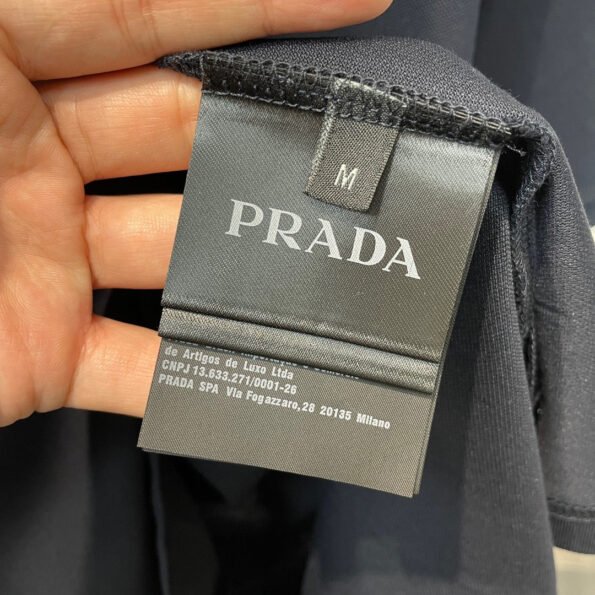 M
PRADA
de Artigos de Luxo Ltda
CNPJ 13.633.271/0001-26
PRADA SPA Via Fogazzaro,28 20135 Milano